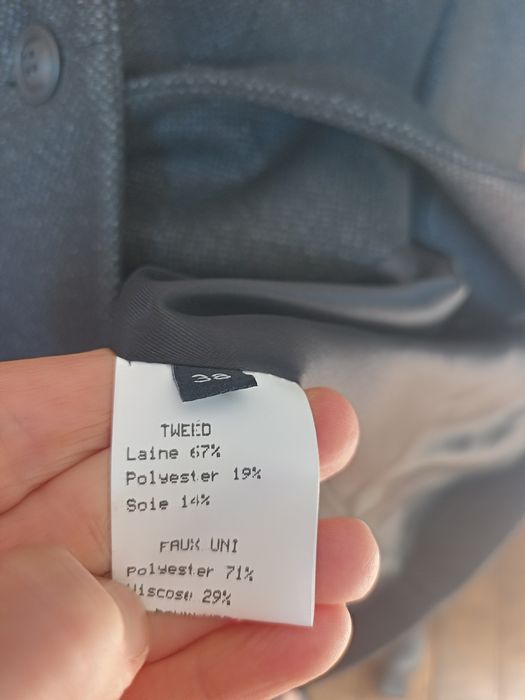 38
TWEED
Laine 67%
Polyester 19%
Soie 14%
FAUX UNI
Polyester 71%
Viscose 29%